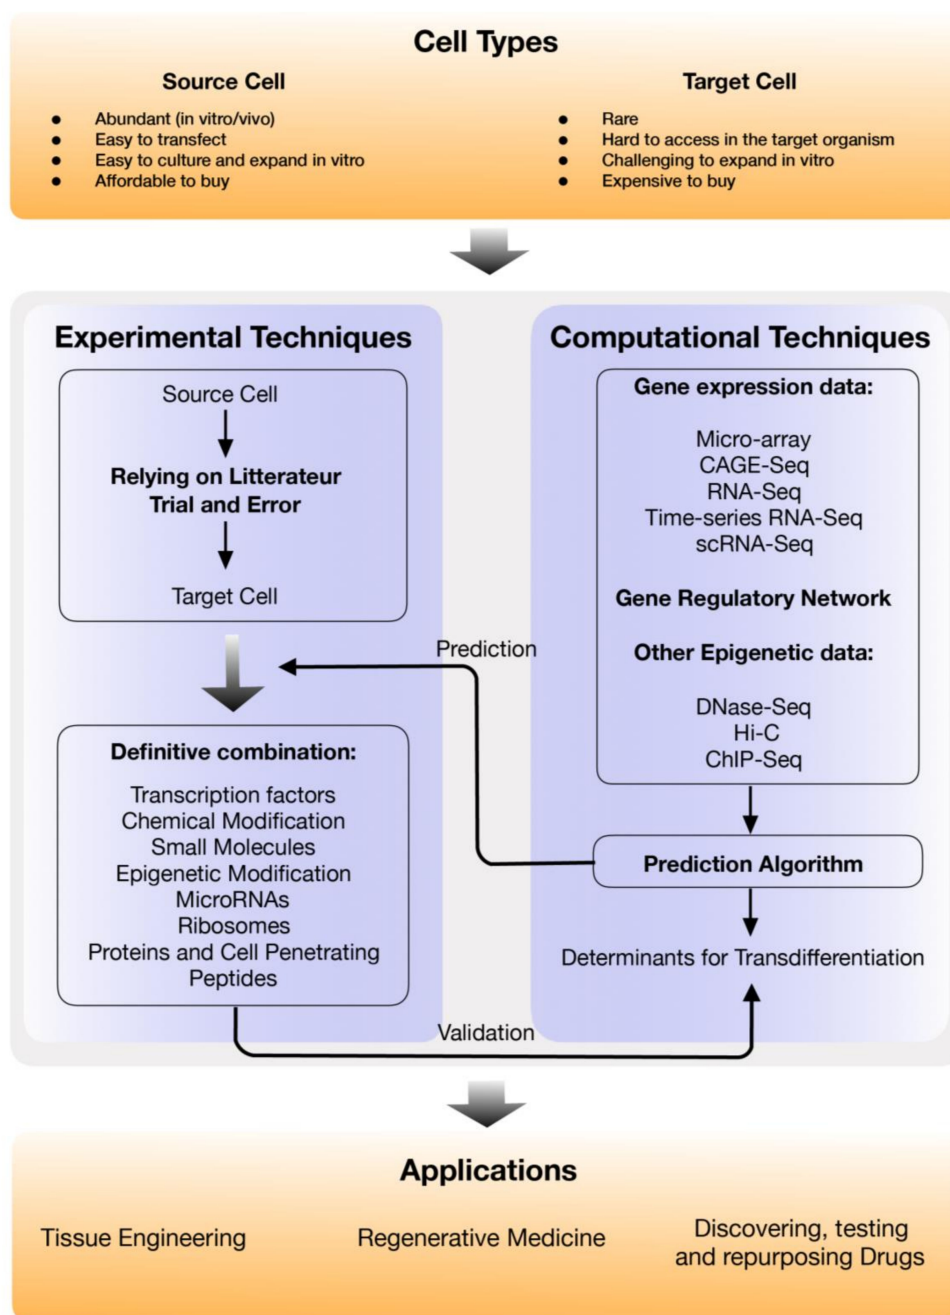 Cell Types
Source Cell
● Abundant (in vitro/vivo)
● Easy to transfect
● Easy to culture and expand in vitro
● Affordable to buy
Target Cell
● Rare
● Hard to access in the target organism
● Challenging to expand in vitro
● Expensive to buy
Experimental Techniques
Source Cell
Relying on Litterateur
Trial and Error
Target Cell
Definitive combination:
Transcription factors
Chemical Modification
Small Molecules
Epigenetic Modification
MicroRNAs
Ribosomes
Proteins and Cell Penetrating
Peptides
Prediction
Validation
Computational Techniques
Gene expression data:
Micro-array
CAGE-Seq
RNA-Seq
Time-series RNA-Seq
scRNA-Seq
Gene Regulatory Network
Other Epigenetic data:
DNase-Seq
Hi-C
ChIP-Seq
Prediction Algorithm
Determinants for Transdifferentiation
Applications
Tissue Engineering
Regenerative Medicine
Discovering, testing
and repurposing Drugs